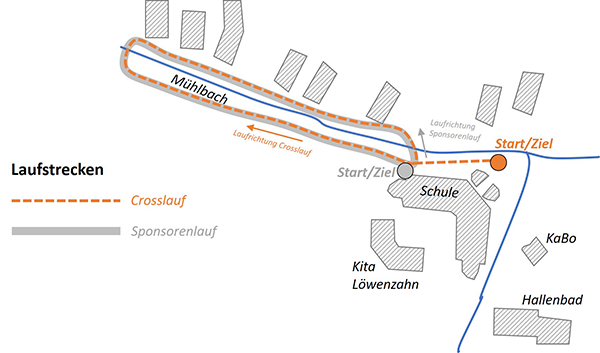 Mühlbach
Laufrichtung
Sponsorenlauf
Laufrichtung Crosslauf
Start/Ziel
Start/Ziel
Laufstrecken
Crosslauf
Sponsorenlauf
Schule
KaBo
Kita
Löwenzahn
Hallenbad